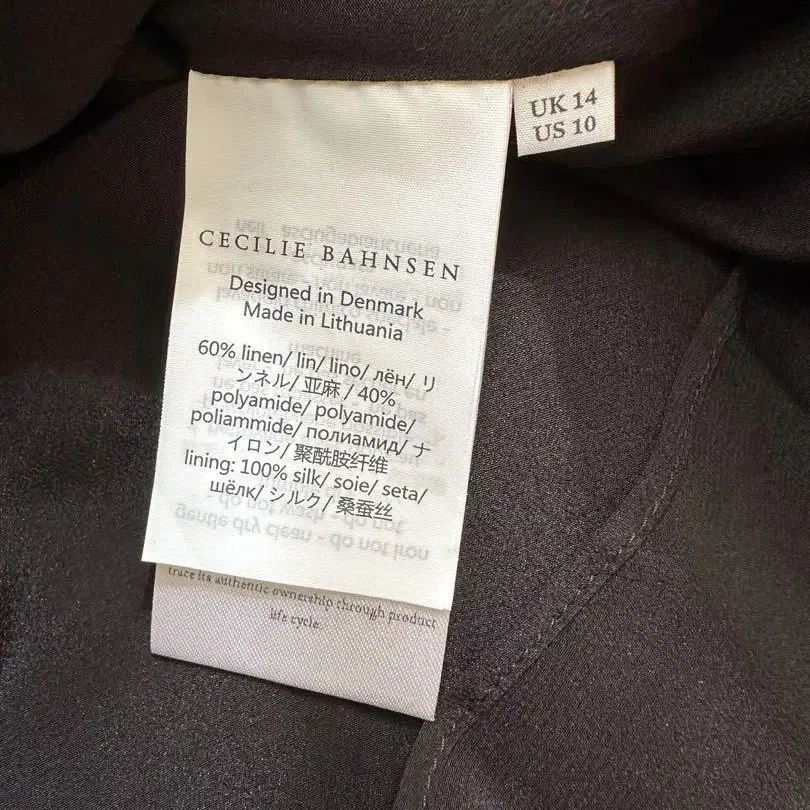 UK 14
US 10
CECILIE BAHNSEN
Designed in Denmark
Made in Lithuania
60% linen/ lin/ lino/ лён/ リ
ンネル/ 亚麻 / 40%
polyamide/ polyamide/
poliammide/ полиамид/ ナ
イロン/ 聚酰胺纤维
lining: 100% silk/ soie/ seta/
шёлк/ シルク/ 桑蚕丝
trace its authentic ownership through product
life cycle.